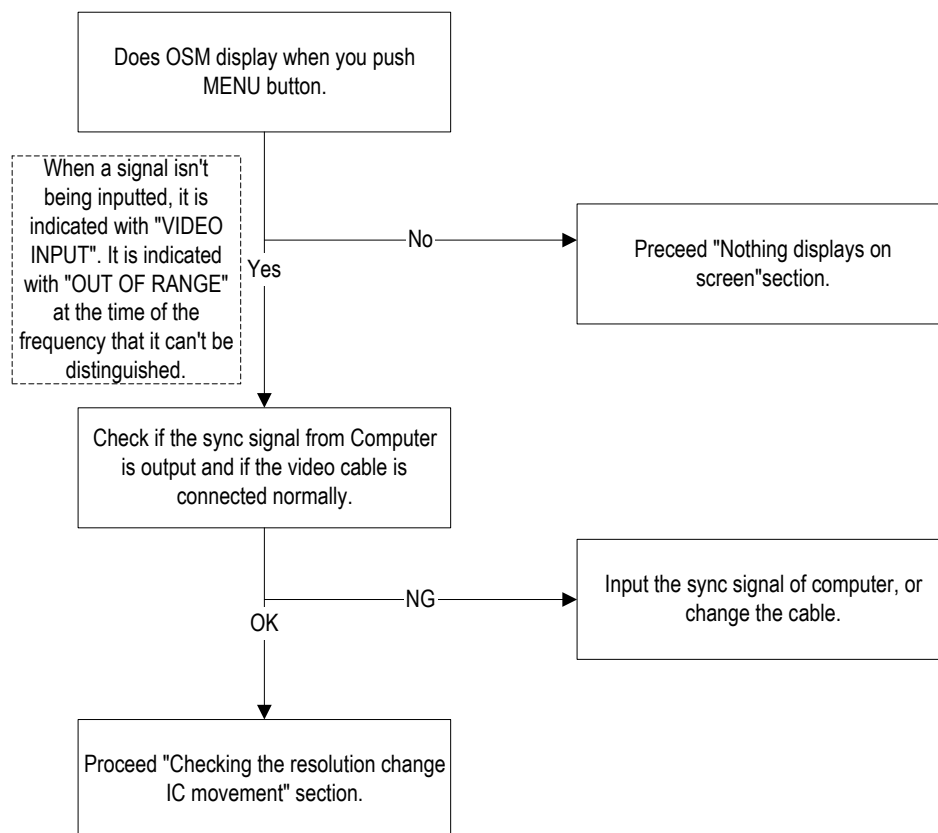 Does OSM display when you push
MENU button.
When a signal isn't
being inputted, it is
indicated with "VIDEO
INPUT". It is indicated
with "OUT OF RANGE"
at the time of the
frequency that it can't be
distinguished.
No
Yes
Preceed "Nothing displays on
screen"section.
Check if the sync signal from Computer
is output and if the video cable is
connected normally.
NG
OK
Input the sync signal of computer, or
change the cable.
Proceed "Checking the resolution change
IC movement" section.